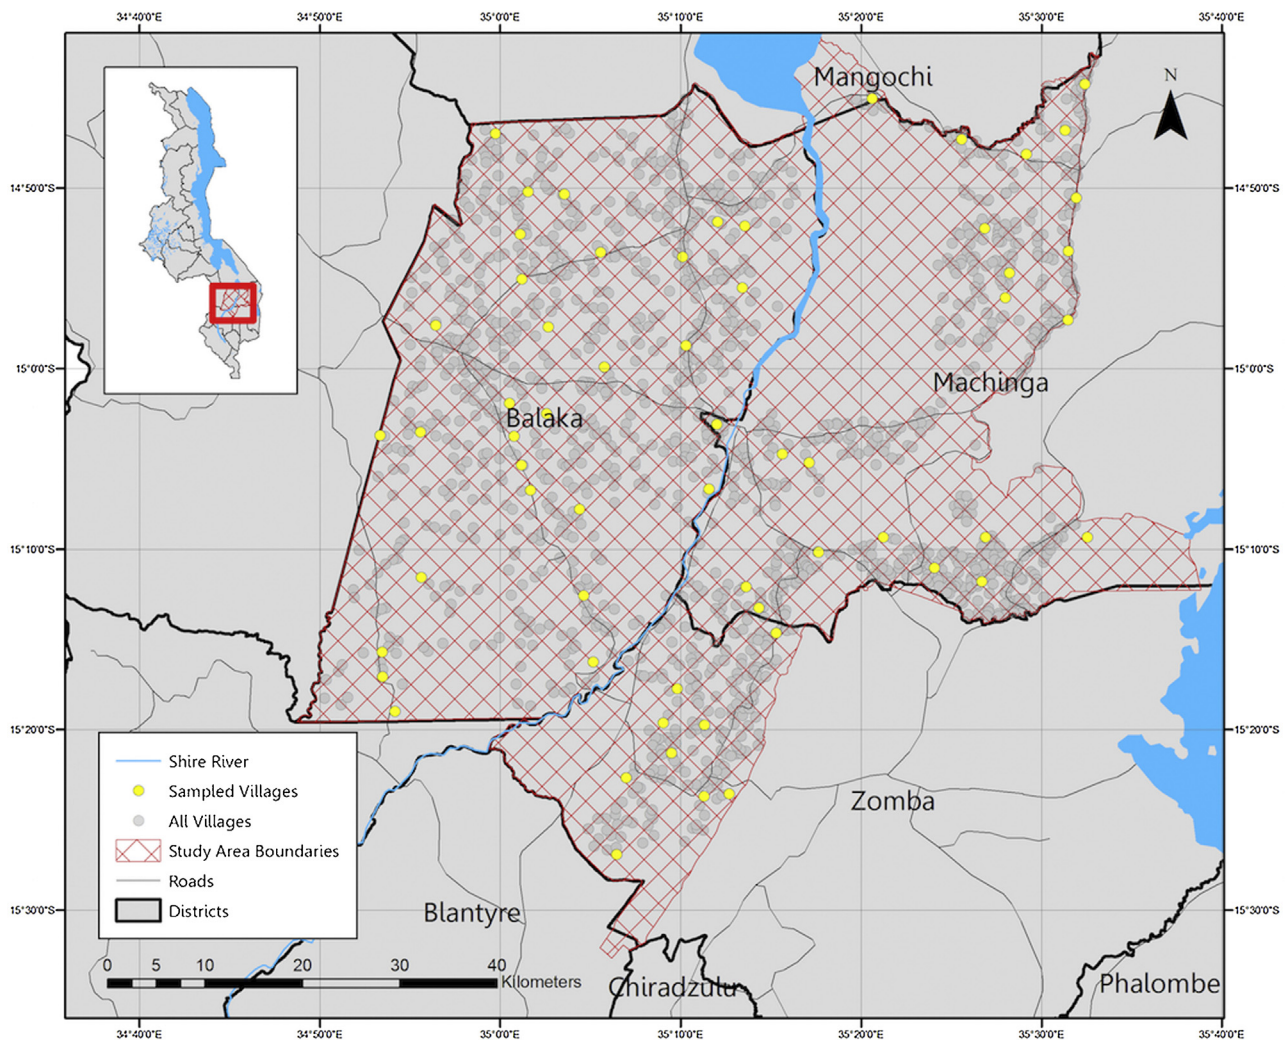 34°40'0"E 34°50'0"E 35°0'0"E 35°10'0"E 35°20'0"E 35°30'0"E 35°40'0"E
Mangochi
N
14°50'0"S 14°50'0"S
15°0'0"S 15°0'0"S
Machinga
Balaka
15°10'0"S 15°10'0"S
15°20'0"S 15°20'0"S
Shire River
Sampled Villages
All Villages
Study Area Boundaries
Roads
Districts
Zomba
15°30'0"S 15°30'0"S
Blantyre
0 5 10 20 30 40
Kilometers
Chiradzulu
Phalombe
34°40'0"E 34°50'0"E 35°0'0"E 35°10'0"E 35°20'0"E 35°30'0"E 35°40'0"E